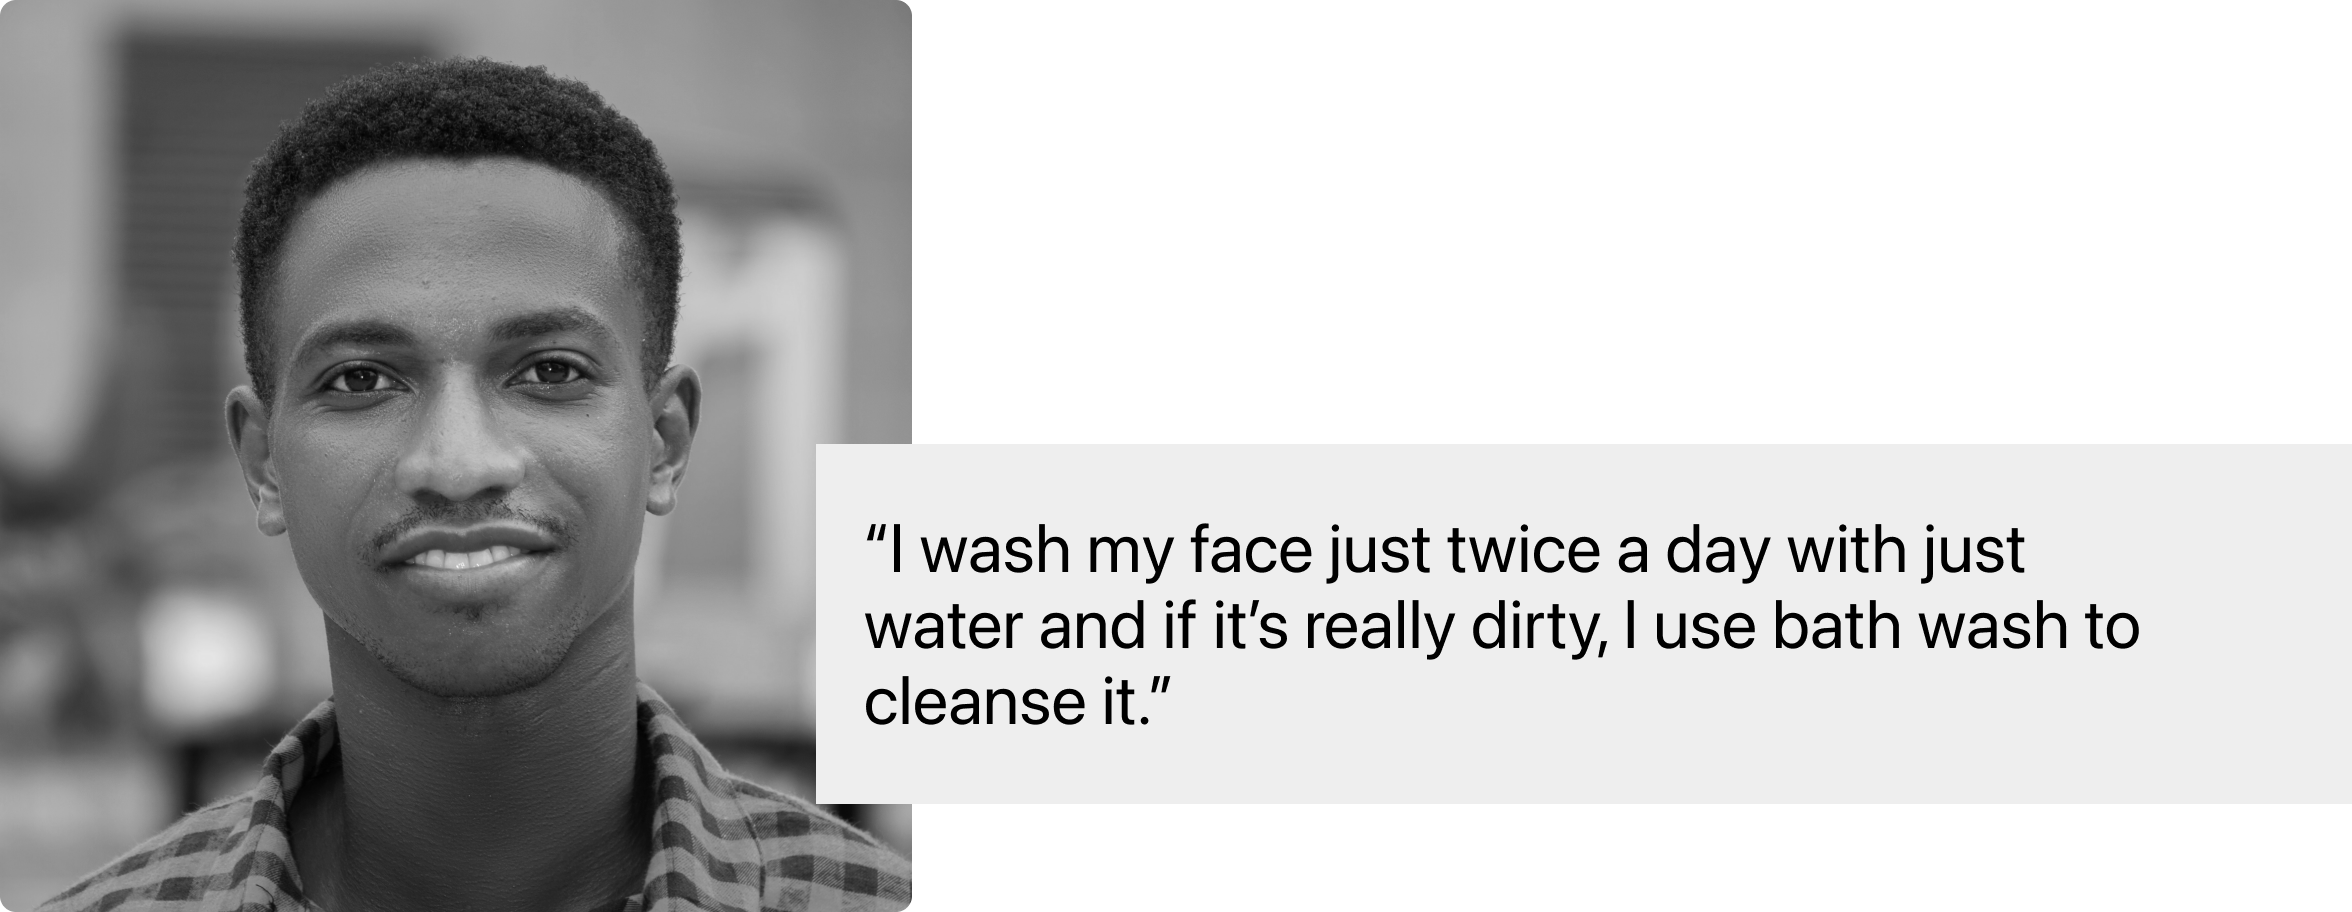 “I wash my face just twice a day with just
water and if it’s really dirty, I use bath wash to
cleanse it.”